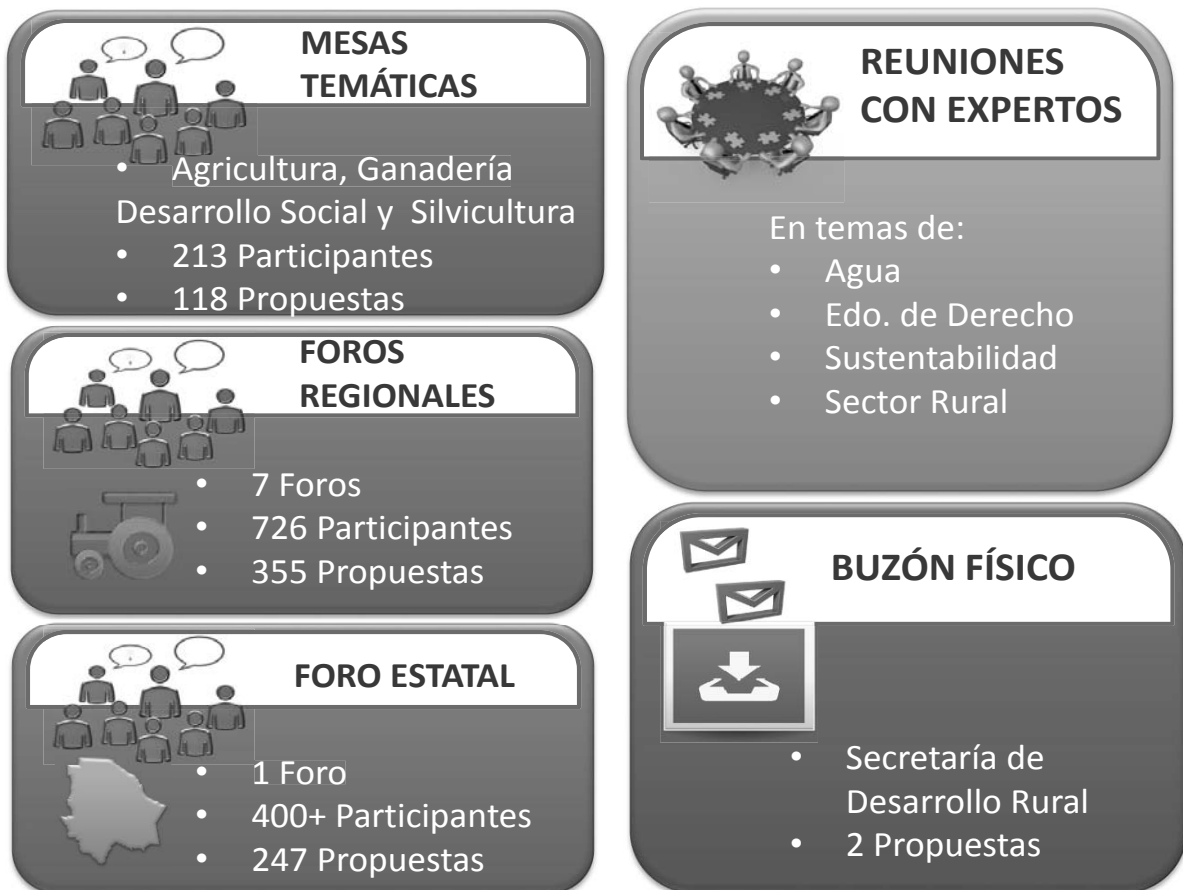 MESAS
TEMÁTICAS
• Agricultura, Ganadería
Desarrollo Social y Silvicultura
• 213 Participantes
• 118 Propuestas
FOROS
REGIONALES
• 7 Foros
• 726 Participantes
• 355 Propuestas
FORO ESTATAL
• 1 Foro
• 400+ Participantes
• 247 Propuestas
REUNIONES
CON EXPERTOS
En temas de:
• Agua
• Edo. de Derecho
• Sustentabilidad
• Sector Rural
BUZÓN FÍSICO
• Secretaría de
Desarrollo Rural
• 2 Propuestas